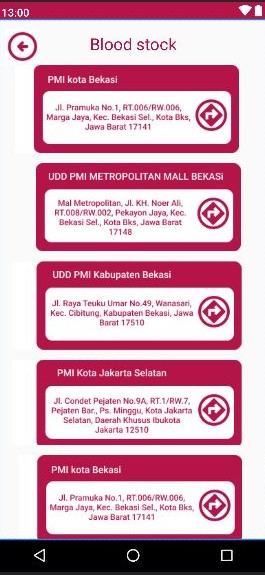 13:00
Blood stock
PMI kota Bekasi
Jl. Pramuka No.1, RT.006/RW.006,
Marga Jaya, Kec. Bekasi Sel., Kota Bks,
Jawa Barat 17141
UDD PMI METROPOLITAN MALL BEKASi
Mal Metropolitan, Jl. KH. Noer Ali,
RT.008/RW.002, Pekayon Jaya, Kec.
Bekasi Sel., Kota Bks, Jawa Barat
17148
UDD PMI Kabupaten Bekasi
Jl. Raya Teuku Umar No.49, Wanasari,
Kec. Cibitung, Kabupaten Bekasi, Jawa
Barat 17510
PMI Kota Jakarta Selatan
Jl. Condet Pejaten No.9A, RT.1/RW.7,
Pejaten Bar., Ps. Minggu, Kota Jakarta
Selatan, Daerah Khusus Ibukota
Jakarta 12510
PMI kota Bekasi
Jl. Pramuka No.1, RT.006/RW.006,
Marga Jaya, Kec. Bekasi Sel., Kota Bks,
Jawa Barat 17141